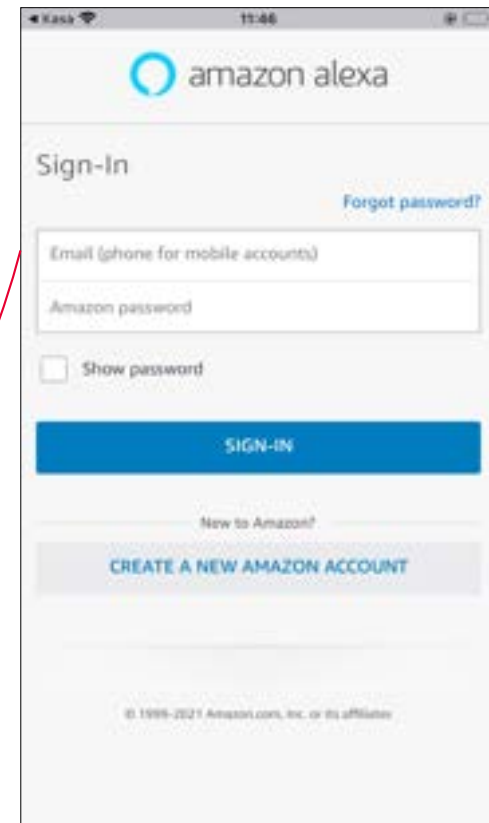 ◀ Kasa 11:46
amazon alexa
Sign-In
Forgot password?
Email (phone for mobile accounts)
Amazon password
Show password
SIGN-IN
New to Amazon?
CREATE A NEW AMAZON ACCOUNT
© 1999-2021 Amazon.com, Inc. or its affiliates